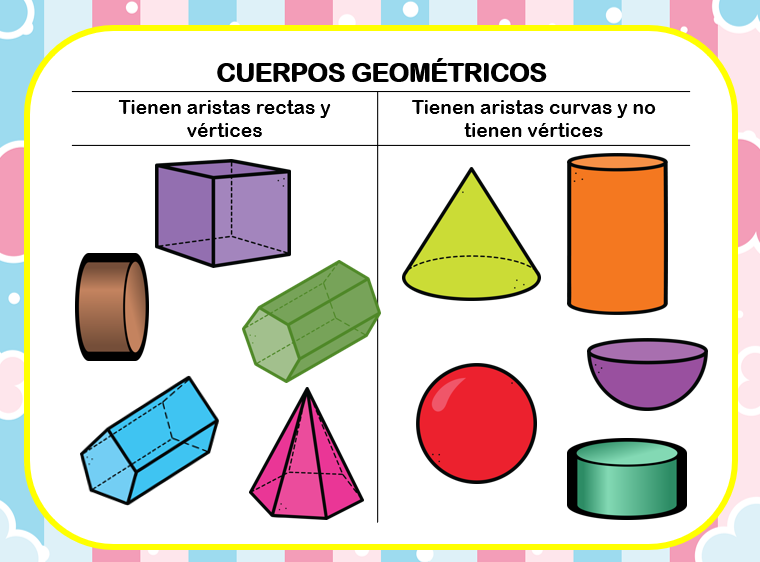 CUERPOS GEOMÉTRICOS
Tienen aristas rectas y
vértices
Tienen aristas curvas y no
tienen vértices